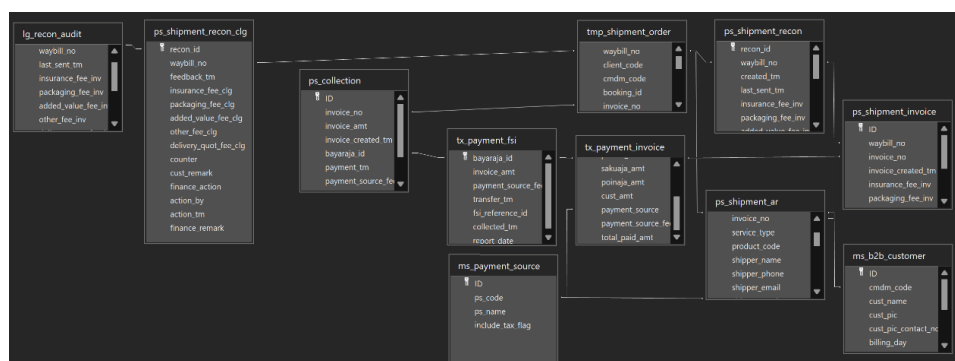 lg_recon_audit
waybill_no
last_sent_tm
insurance_fee_inv
packaging_fee_inv
added_value_fee_in
other_fee_inv
ps_shipment_recon_clg
recon_id
waybill_no
feedback_tm
insurance_fee_clg
packaging_fee_clg
added_value_fee_clg
other_fee_clg
delivery_quot_fee_clg
counter
cust_remark
finance_action
action_by
action_tm
finance_remark
ps_collection
ID
invoice_no
invoice_amt
invoice_created_tm
bayaraja_id
payment_tm
payment_source_fe
tx_payment_fsi
bayaraja_id
invoice_amt
payment_source_fe
transfer_tm
fsi_reference_id
collected_tm
report_date
ms_payment_source
ID
ps_code
ps_name
include_tax_flag
tmp_shipment_order
waybill_no
client_code
cmdm_code
booking_id
invoice_no
tx_payment_invoice
sakuaja_amt
poinaja_amt
cust_amt
payment_source
payment_source_fe
total_paid_amt
ps_shipment_recon
recon_id
waybill_no
created_tm
last_sent_tm
insurance_fee_inv
packaging_fee_inv
added_value_fee_inv
ps_shipment_ar
invoice_no
service_type
product_code
shipper_name
shipper_phone
shipper_email
ps_shipment_invoice
ID
waybill_no
invoice_no
invoice_created_tm
insurance_fee_inv
packaging_fee_inv
ms_b2b_customer
ID
cmdm_code
cust_name
cust_pic
cust_pic_contact_no
billing_day